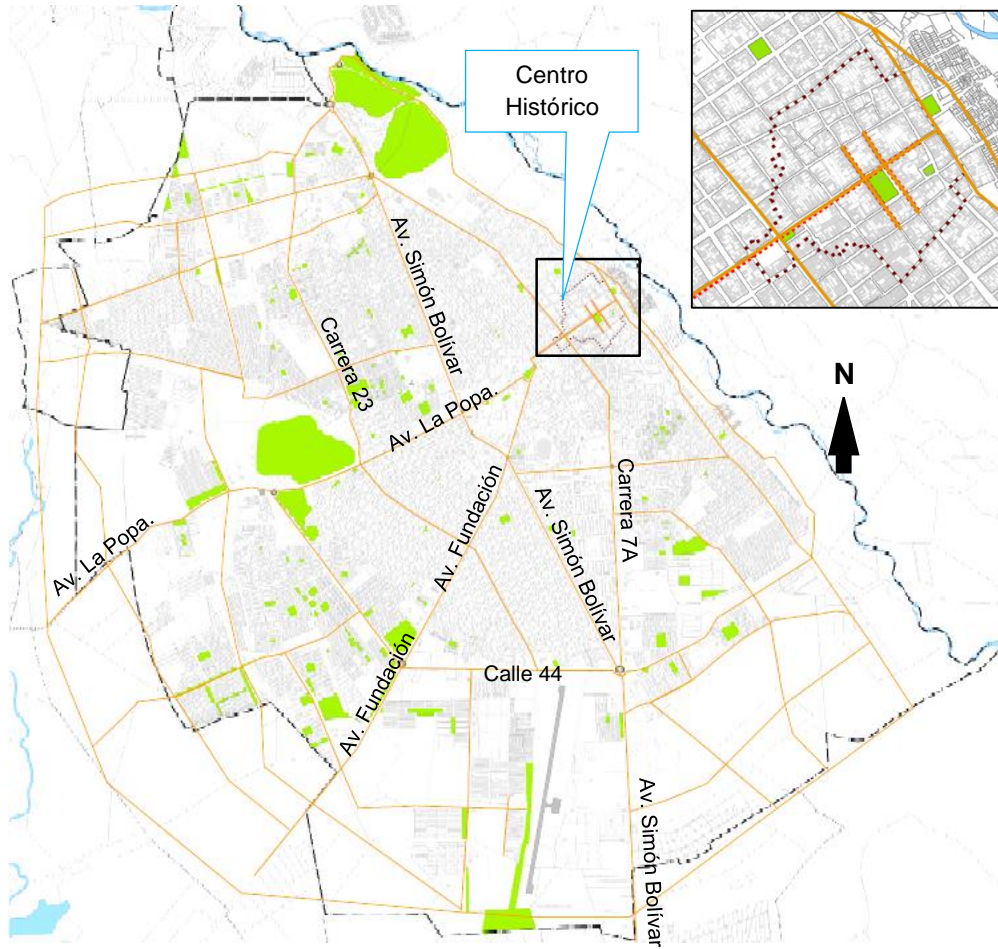 Centro
Histórico
N
Av. Simón Bolívar
Carrera 23
Av. La Popa.
Av. La Popa.
Av. Fundación
Av. Simón Bolívar
Carrera 7A
Av. Fundación
Calle 44
Av. Simón Bolívar